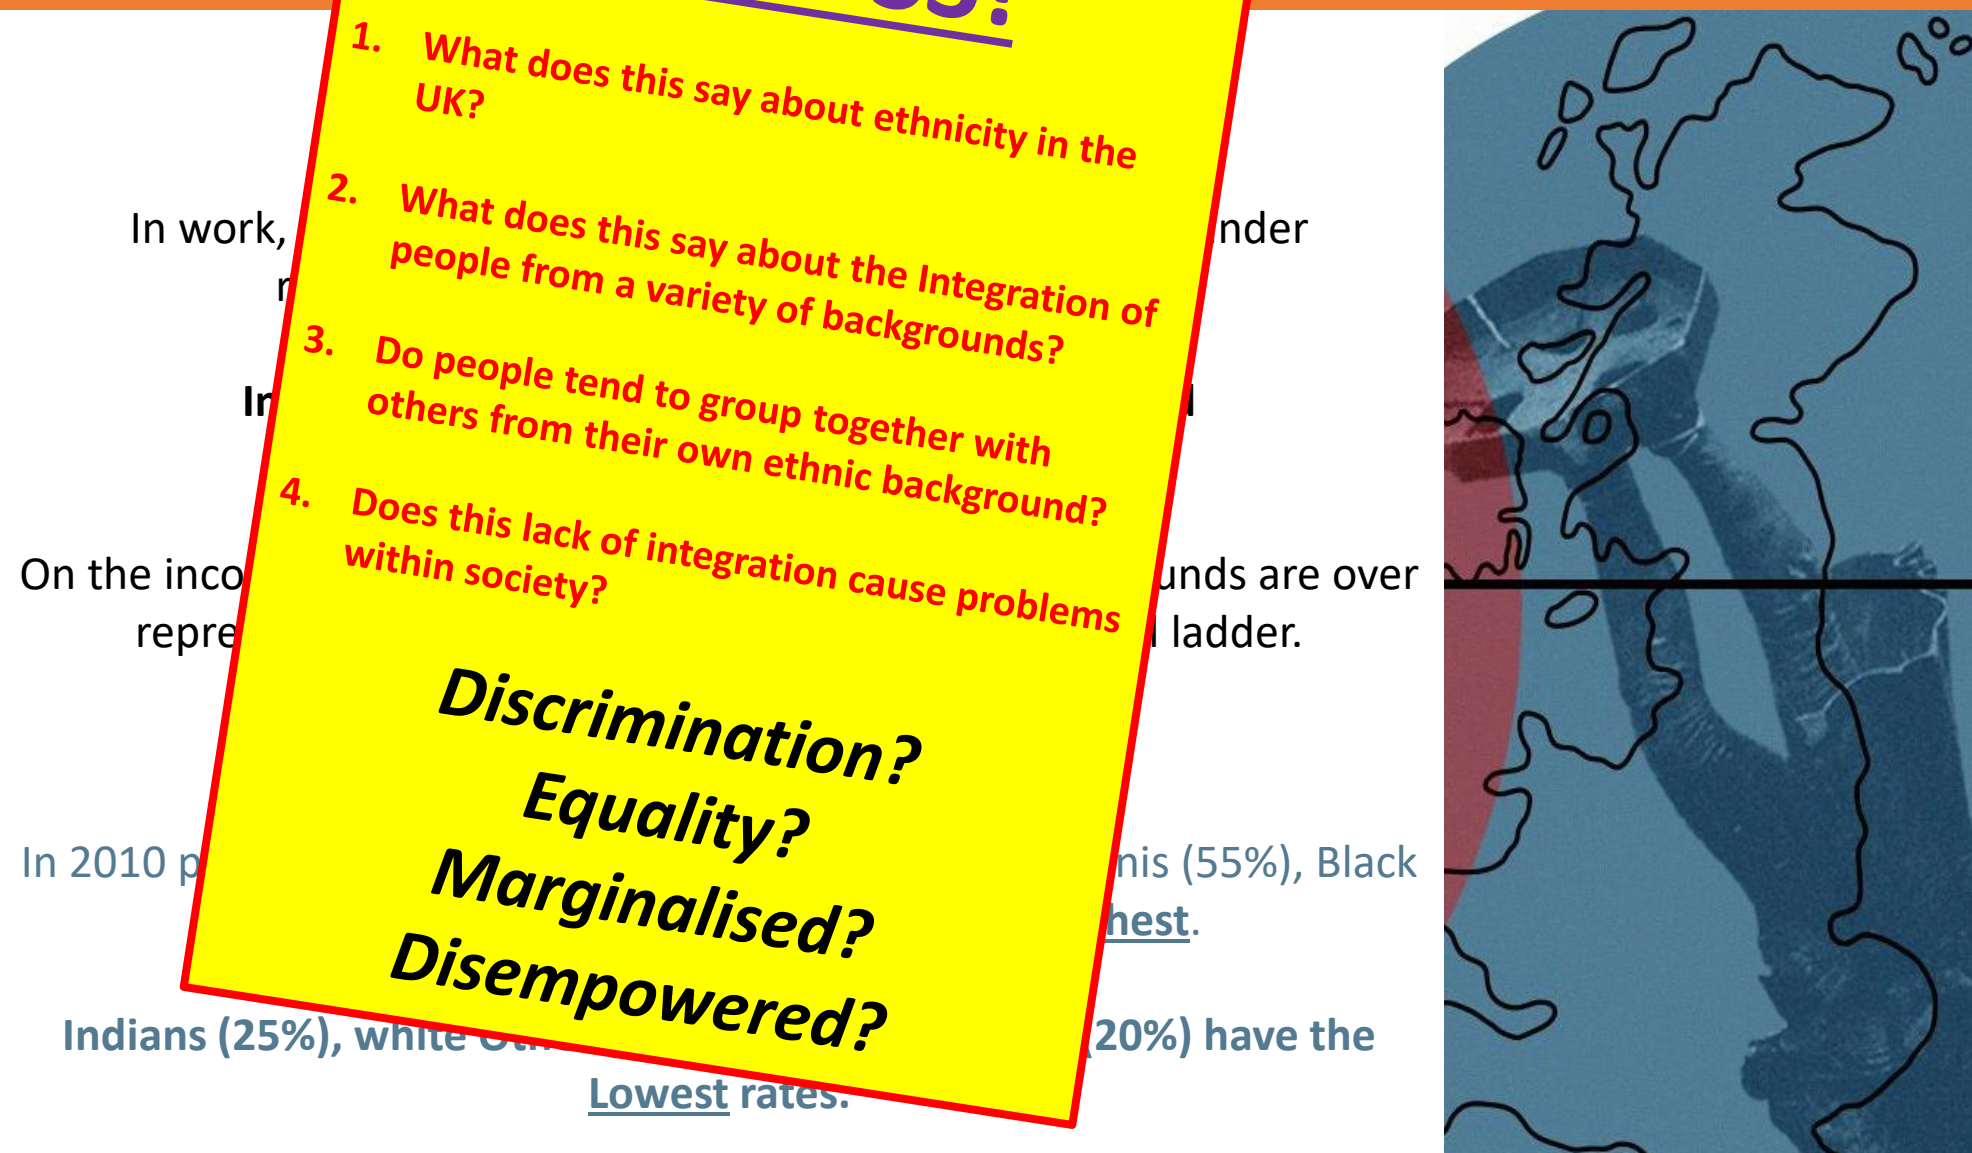 1. What does this say about ethnicity in the
UK?
2. What does this say about the Integration of
people from a variety of backgrounds?
3. Do people tend to group together with
others from their own ethnic background?
4. Does this lack of integration cause problems
within society?
Discrimination?
Equality?
Marginalised?
Disempowered?
In work,
On the inco unds are over
repre ladder.
In 2010 p nis (55%), Black
hest.
Indians (25%), white (20%) have the
Lowest rates.